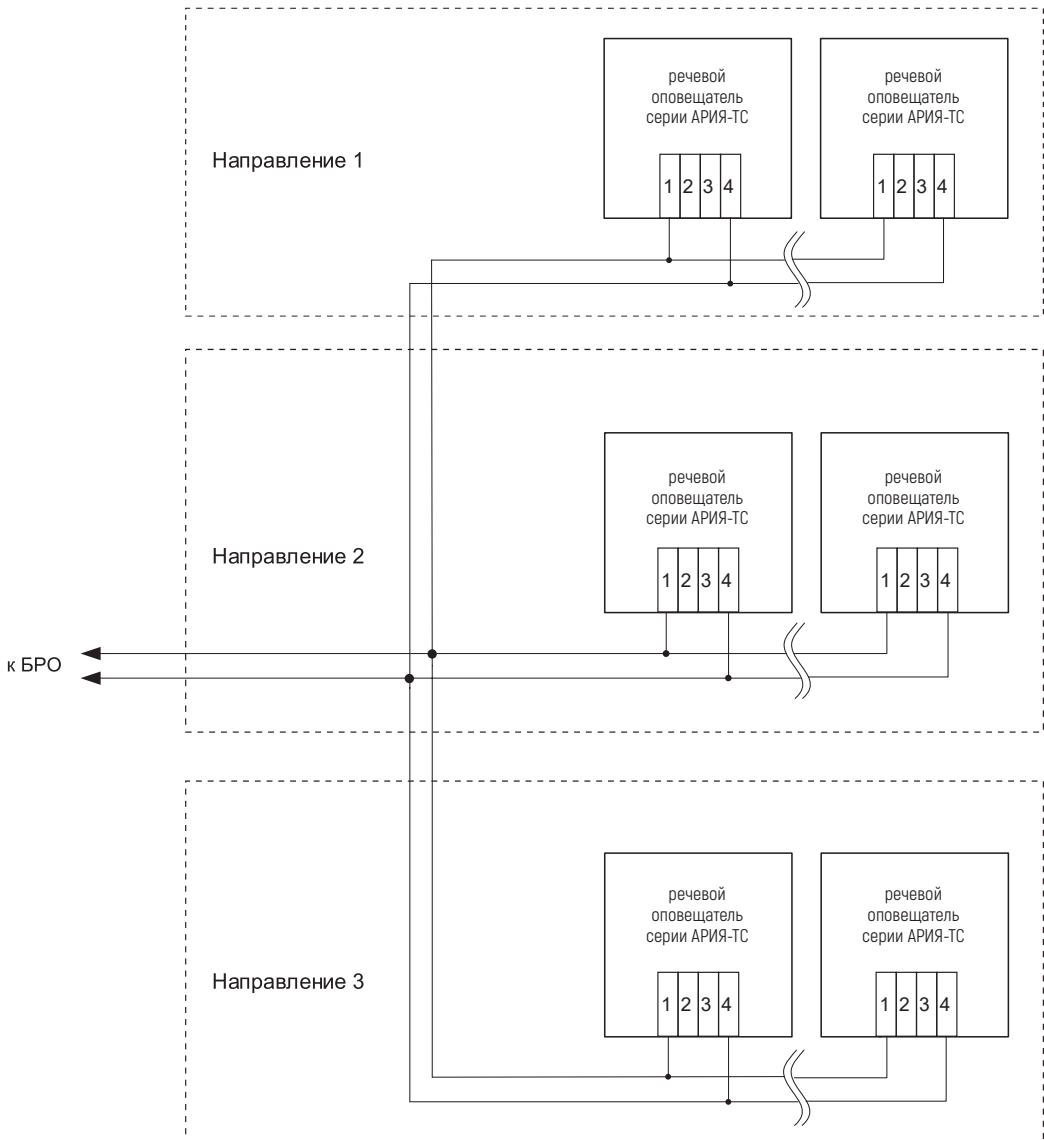 речевой
оповещатель
серии АРИЯ-ТС
речевой
оповещатель
серии АРИЯ-ТС
Направление 1
1 2 3 4
1 2 3 4
речевой
оповещатель
серии АРИЯ-ТС
речевой
оповещатель
серии АРИЯ-ТС
Направление 2
1 2 3 4
1 2 3 4
к БРО
речевой
оповещатель
серии АРИЯ-ТС
речевой
оповещатель
серии АРИЯ-ТС
Направление 3
1 2 3 4
1 2 3 4